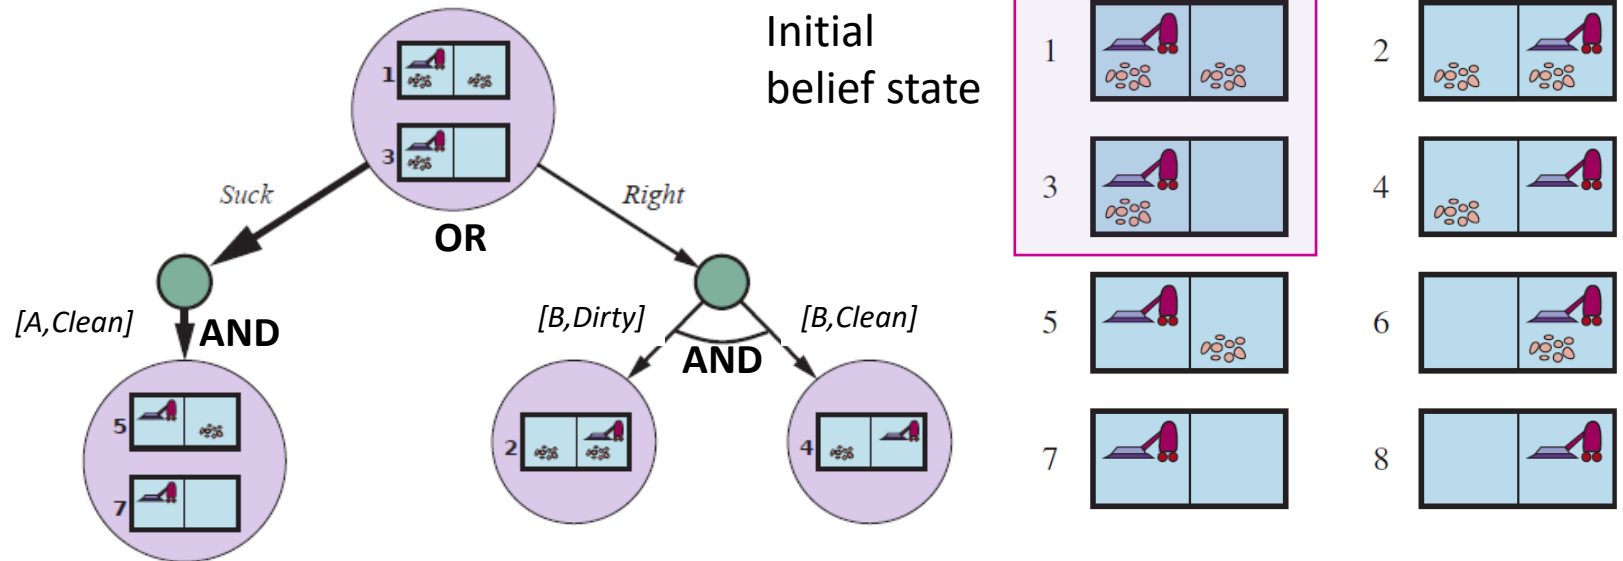 Initial
belief state
1
3
Suck
Right
OR
[A,Clean]
AND
[B,Dirty]
[B,Clean]
AND
5
7
2
4
1
2
3
4
5
6
7
8